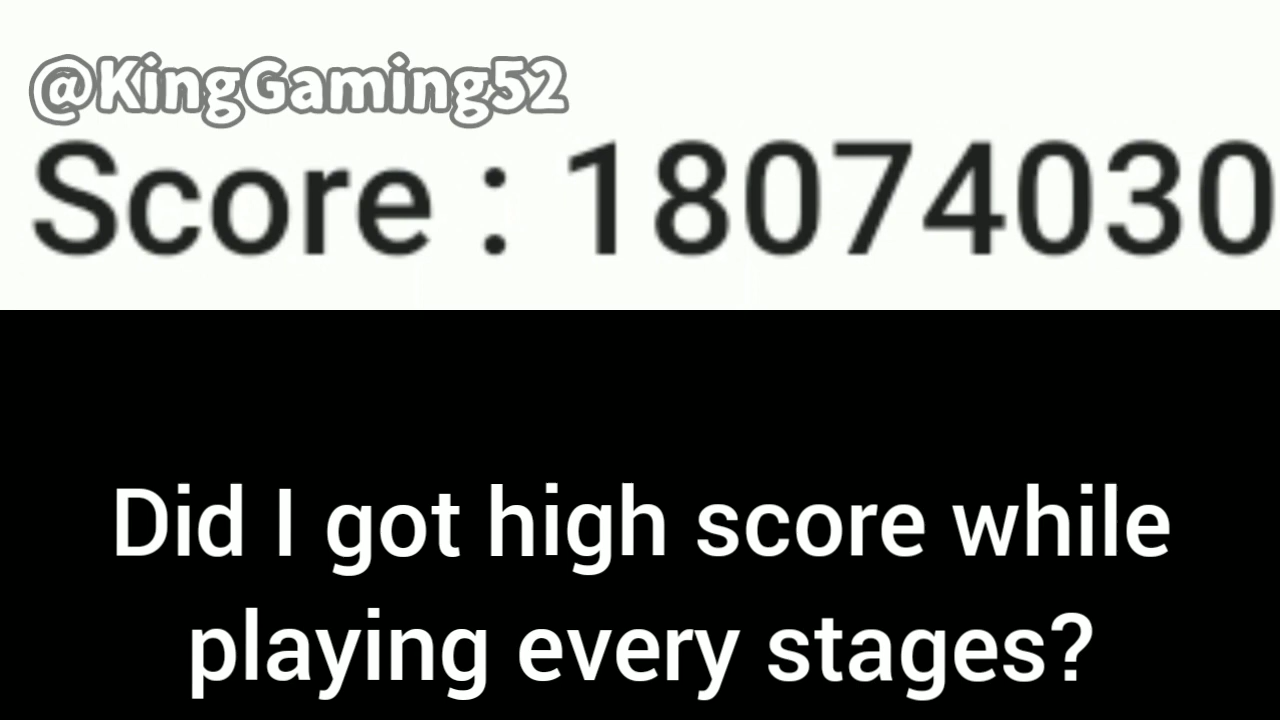 @KingGaming52
Score : 18074030
Did I got high score while
playing every stages?